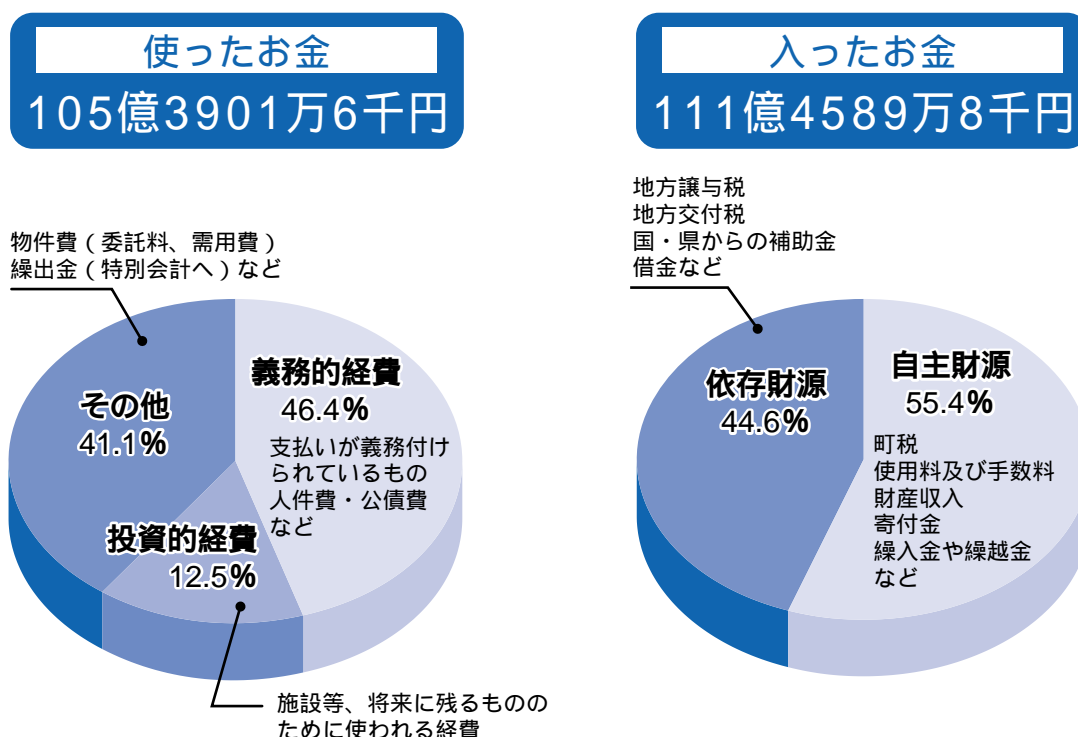 使ったお金
105億3901万6千円
物件費（委託料、需用費）
繰出金（特別会計へ）など
その他
41.1%
義務的経費
46.4%
支払いが義務付け
られているもの
人件費・公債費
など
投資的経費
12.5%
施設等、将来に残るものの
ために使われる経費
入ったお金
111億4589万8千円
地方譲与税
地方交付税
国・県からの補助金
借金など
依存財源
44.6%
自主財源
55.4%
町税
使用料及び手数料
財産収入
寄付金
繰入金や繰越金
など